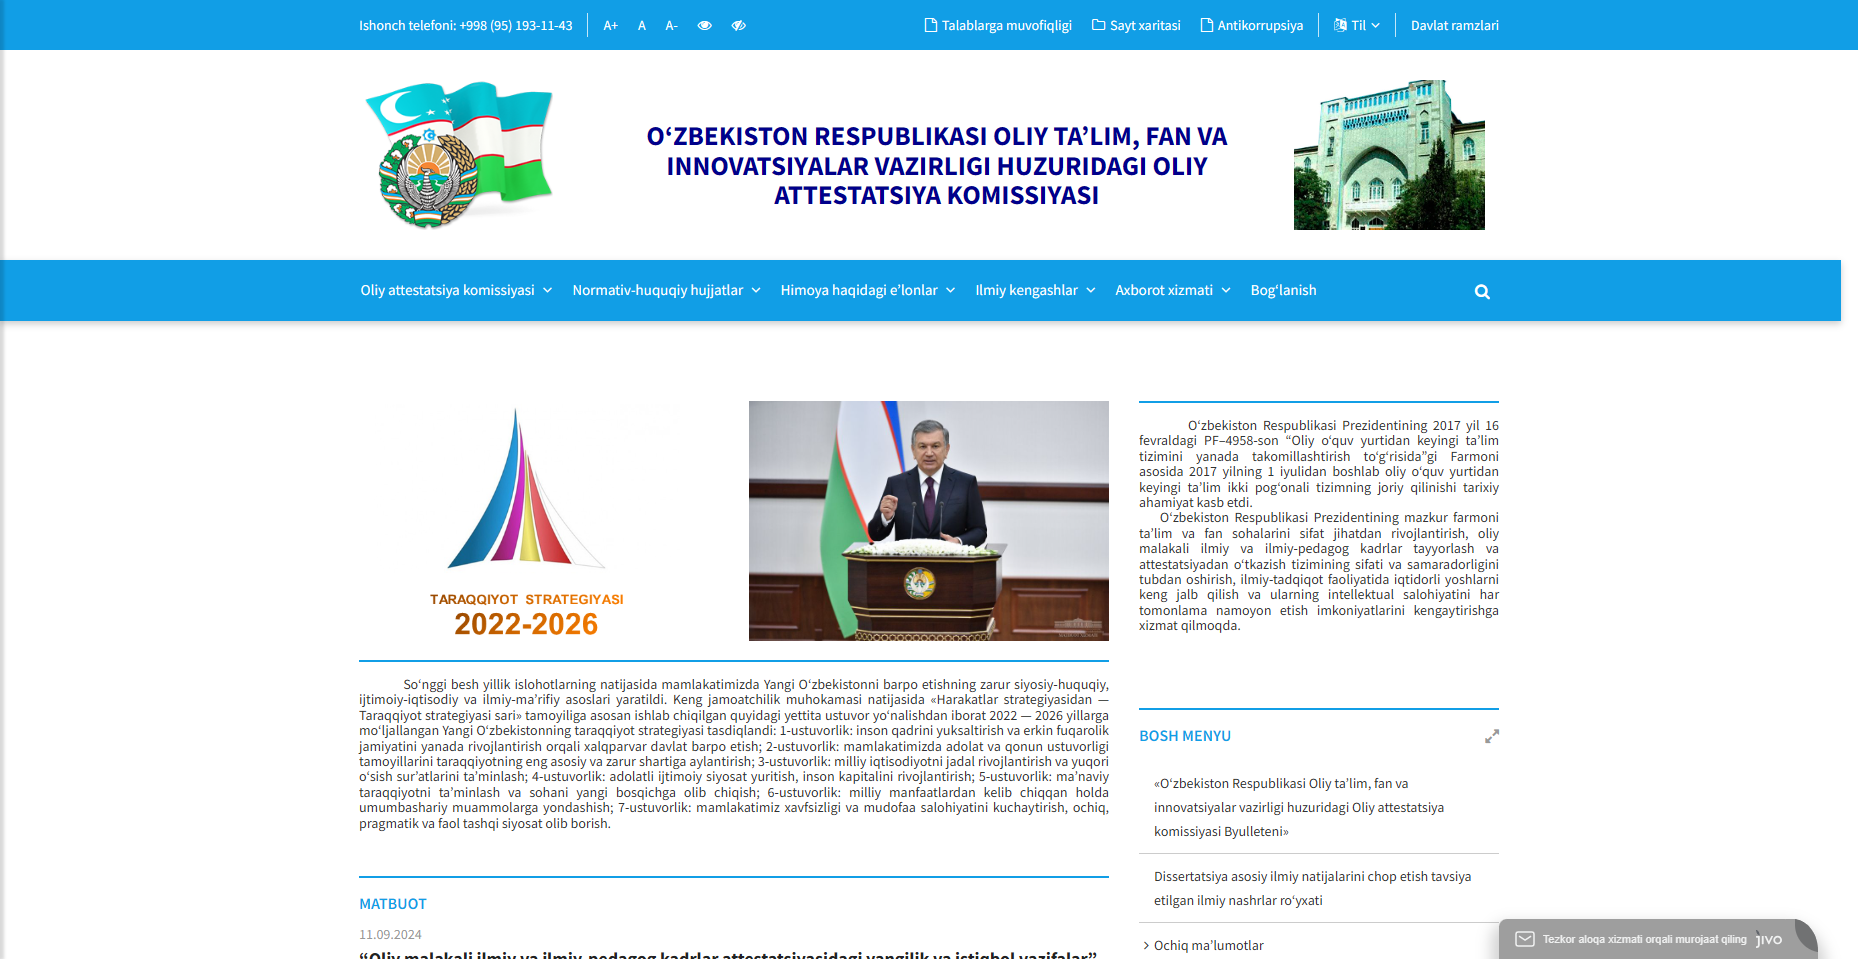 Ishonch telefoni: +998 (95) 193-11-43
A+ A A-
Talablarga muvofiqligi Sayt xaritasi Antikorrupsiya Til Davlat ramzlari
O‘ZBEKISTON RESPUBLIKASI OLIY TA’LIM, FAN VA
INNOVATSIYALAR VAZIRLIGI HUZURIDAGI OLIY
ATTESTATSIYA KOMISSIYASI
Oliy attestatsiya komissiyasi Normativ-huquqiy hujjatlar Himoya haqidagi e’lonlar Ilmiy kengashlar Axborot xizmati Bog‘lanish
TARAQQIYOT STRATEGIYASI
2022-2026
So‘nggi besh yillik islohotlarning natijasida mamlakatimizda Yangi O‘zbekistonni barpo etishning zarur siyosiy-huquqiy,
ijtimoiy-iqtisodiy va ilmiy-ma’rifiy asoslari yaratildi. Keng jamoatchilik muhokamasi natijasida «Harakatlar strategiyasidan —
Taraqqiyot strategiyasi sari» tamoyiliga asosan ishlab chiqilgan quyidagi yettita ustuvor yo‘nalishdan iborat 2022 — 2026 yillarga
mo‘ljallangan Yangi O‘zbekistonning taraqqiyot strategiyasi tasdiqlandi: 1-ustuvorlik: inson qadrini yuksaltirish va erkin fuqarolik
jamiyatini yanada rivojlantirish orqali xalqparvar davlat barpo etish; 2-ustuvorlik: mamlakatimizda adolat va qonun ustuvorligi
tamoyillarini taraqqiyotning eng asosiy va zarur shartiga aylantirish; 3-ustuvorlik: milliy iqtisodiyotni jadal rivojlantirish va yuqori
o‘sish sur’atlarini ta’minlash; 4-ustuvorlik: adolatli ijtimoiy siyosat yuritish, inson kapitalini rivojlantirish; 5-ustuvorlik: ma’naviy
taraqqiyotni ta’minlash va sohani yangi bosqichga olib chiqish; 6-ustuvorlik: milliy manfaatlardan kelib chiqqan holda
umumbashariy muammolarga yondashish; 7-ustuvorlik: mamlakatimiz xavfsizligi va mudofaa salohiyatini kuchaytirish, ochiq,
pragmatik va faol tashqi siyosat olib borish.
MATBUOT
11.09.2024
“Oliy malakali ilmiy va ilmiy-pedagog kadrlar attestatsiyasidagi yangilik va istiqbol vazifalar”
O‘zbekiston Respublikasi Prezidentining 2017 yil 16
fevraldagi PF–4958-son “Oliy o‘quv yurtidan keyingi ta’lim
tizimini yanada takomillashtirish to‘g‘risida”gi Farmoni
asosida 2017 yilning 1 iyulidan boshlab oliy o‘quv yurtidan
keyingi ta’lim ikki pog‘onali tizimning joriy qilinishi tarixiy
ahamiyat kasb etdi.
O‘zbekiston Respublikasi Prezidentining mazkur farmoni
ta’lim va fan sohalarini sifat jihatdan rivojlantirish, oliy
malakali ilmiy va ilmiy-pedagog kadrlar tayyorlash va
attestatsiyadan o‘tkazish tizimining sifati va samaradorligini
tubdan oshirish, ilmiy-tadqiqot faoliyatida iqtidorli yoshlarni
keng jalb qilish va ularning intellektual salohiyatini har
tomonlama namoyon etish imkoniyatlarini kengaytirishga
xizmat qilmoqda.
BOSH MENYU
«O‘zbekiston Respublikasi Oliy ta’lim, fan va
innovatsiyalar vazirligi huzuridagi Oliy attestatsiya
komissiyasi Byulleteni»
Dissertatsiya asosiy ilmiy natijalarini chop etish tavsiya
etilgan ilmiy nashrlar ro‘yxati
Ochiq ma’lumotlar
Tezkor aloqa xizmati orqali murojaat qiling jivo